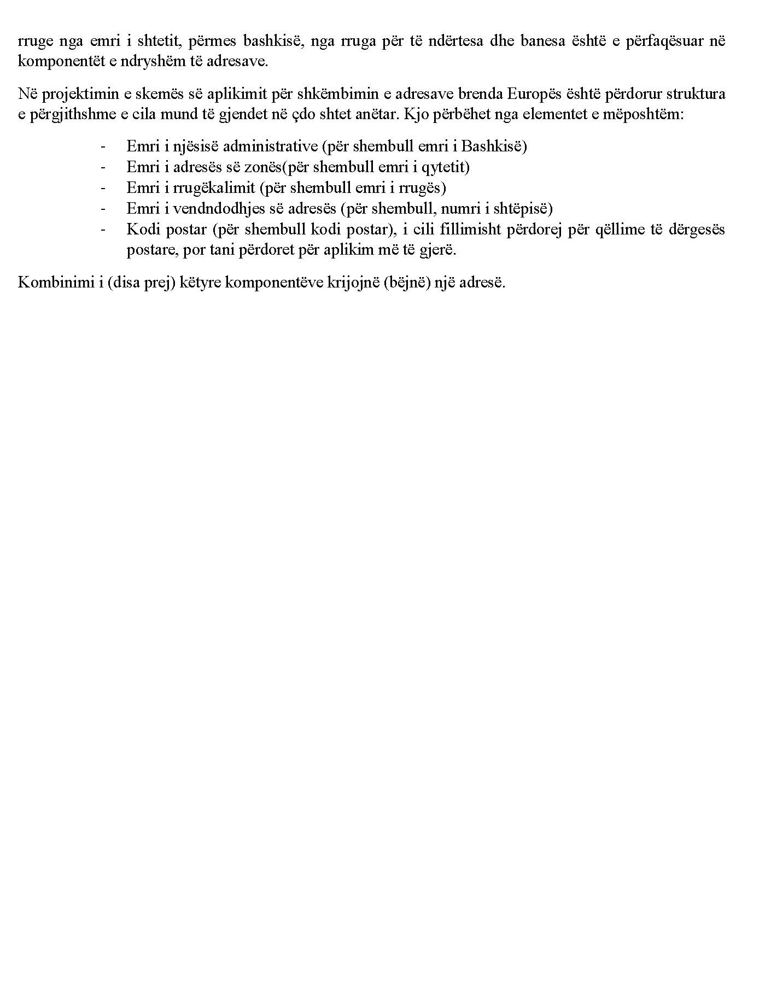 rruge nga emri i shtetit, përmes bashkisë, nga rruga për të ndërtesa dhe banesa është e përfaqësuar në
komponentët e ndryshëm të adresave.
Në projektimin e skemës së aplikimit për shkëmbimin e adresave brenda Europës është përdorur struktura
e përgjithshme e cila mund të gjendet në çdo shtet anëtar. Kjo përbëhet nga elementet e mëposhtëm:
- Emri i njësisë administrative (për shembull emri i Bashkisë)
- Emri i adresës së zonës(për shembull emri i qytetit)
- Emri i rrugëkalimit (për shembull emri i rrugës)
- Emri i vendndodhjes së adresës (për shembull, numri i shtëpisë)
- Kodi postar (për shembull kodi postar), i cili fillimisht përdorej për qëllime të dërgesës
postare, por tani përdoret për aplikim më të gjerë.
Kombinimi i (disa prej) këtyre komponentëve krijojnë (bëjnë) një adresë.